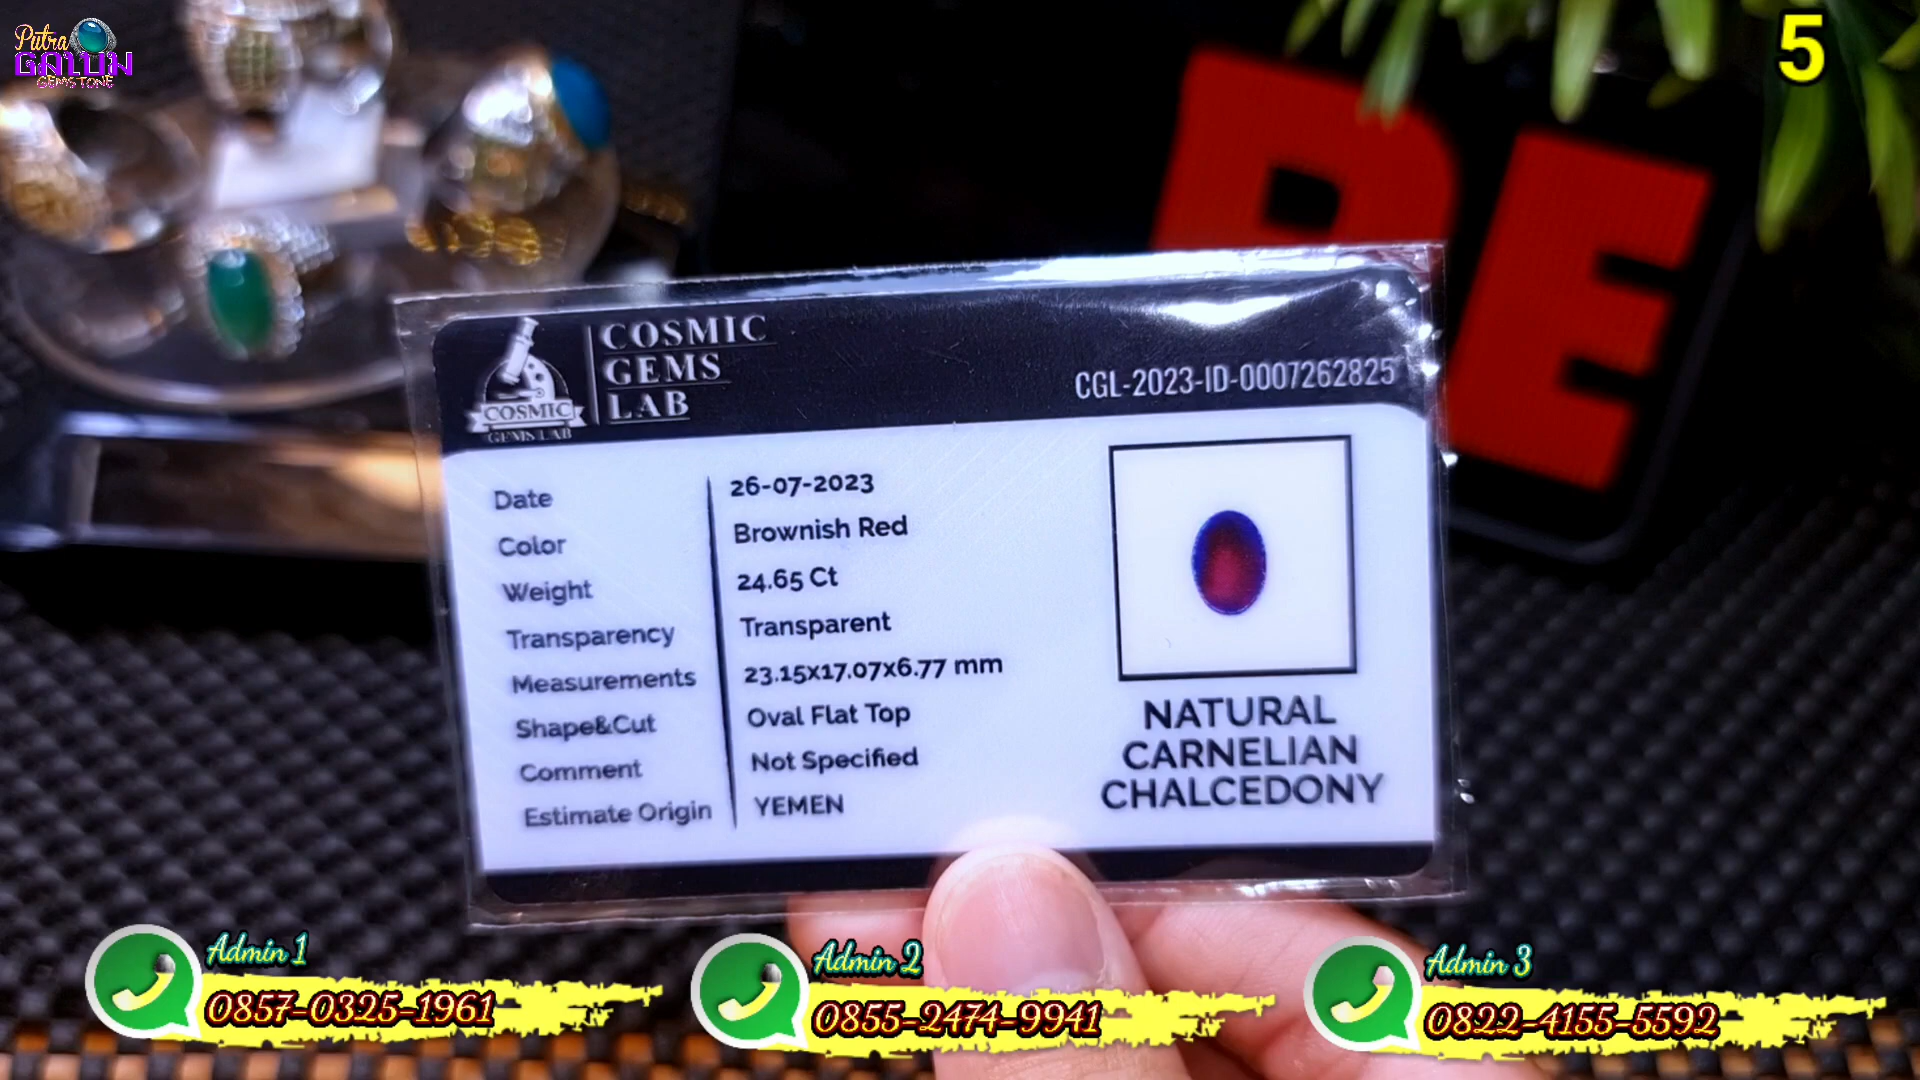 Putra
GALUN
GEMSTONE
5
PE
COSMIC
GEMS
LAB
COSMIC
GEMS LAB
CGL-2023-ID-0007262825
Date 26-07-2023
Color Brownish Red
Weight 24.65 Ct
Transparency Transparent
Measurements 23.15x17.07x6.77 mm
Shape&Cut Oval Flat Top
Comment Not Specified
Estimate Origin YEMEN
NATURAL
CARNELIAN
CHALCEDONY
Admin 1
0857-0325-1961
Admin 2
0855-2474-9941
Admin 3
0822-4155-5592